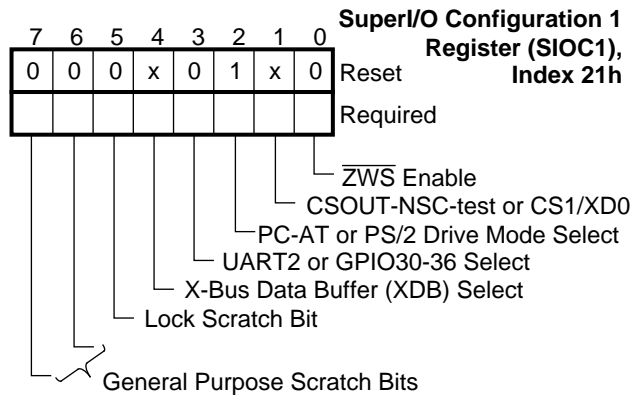 SuperI/O Configuration 1
Register (SIOC1),
Index 21h
7 6 5 4 3 2 1 0
0 0 0 x 0 1 x 0 Reset
Required
ZWS Enable
CSOUT-NSC-test or CS1/XD0
PC-AT or PS/2 Drive Mode Select
UART2 or GPIO30-36 Select
X-Bus Data Buffer (XDB) Select
Lock Scratch Bit
General Purpose Scratch Bits